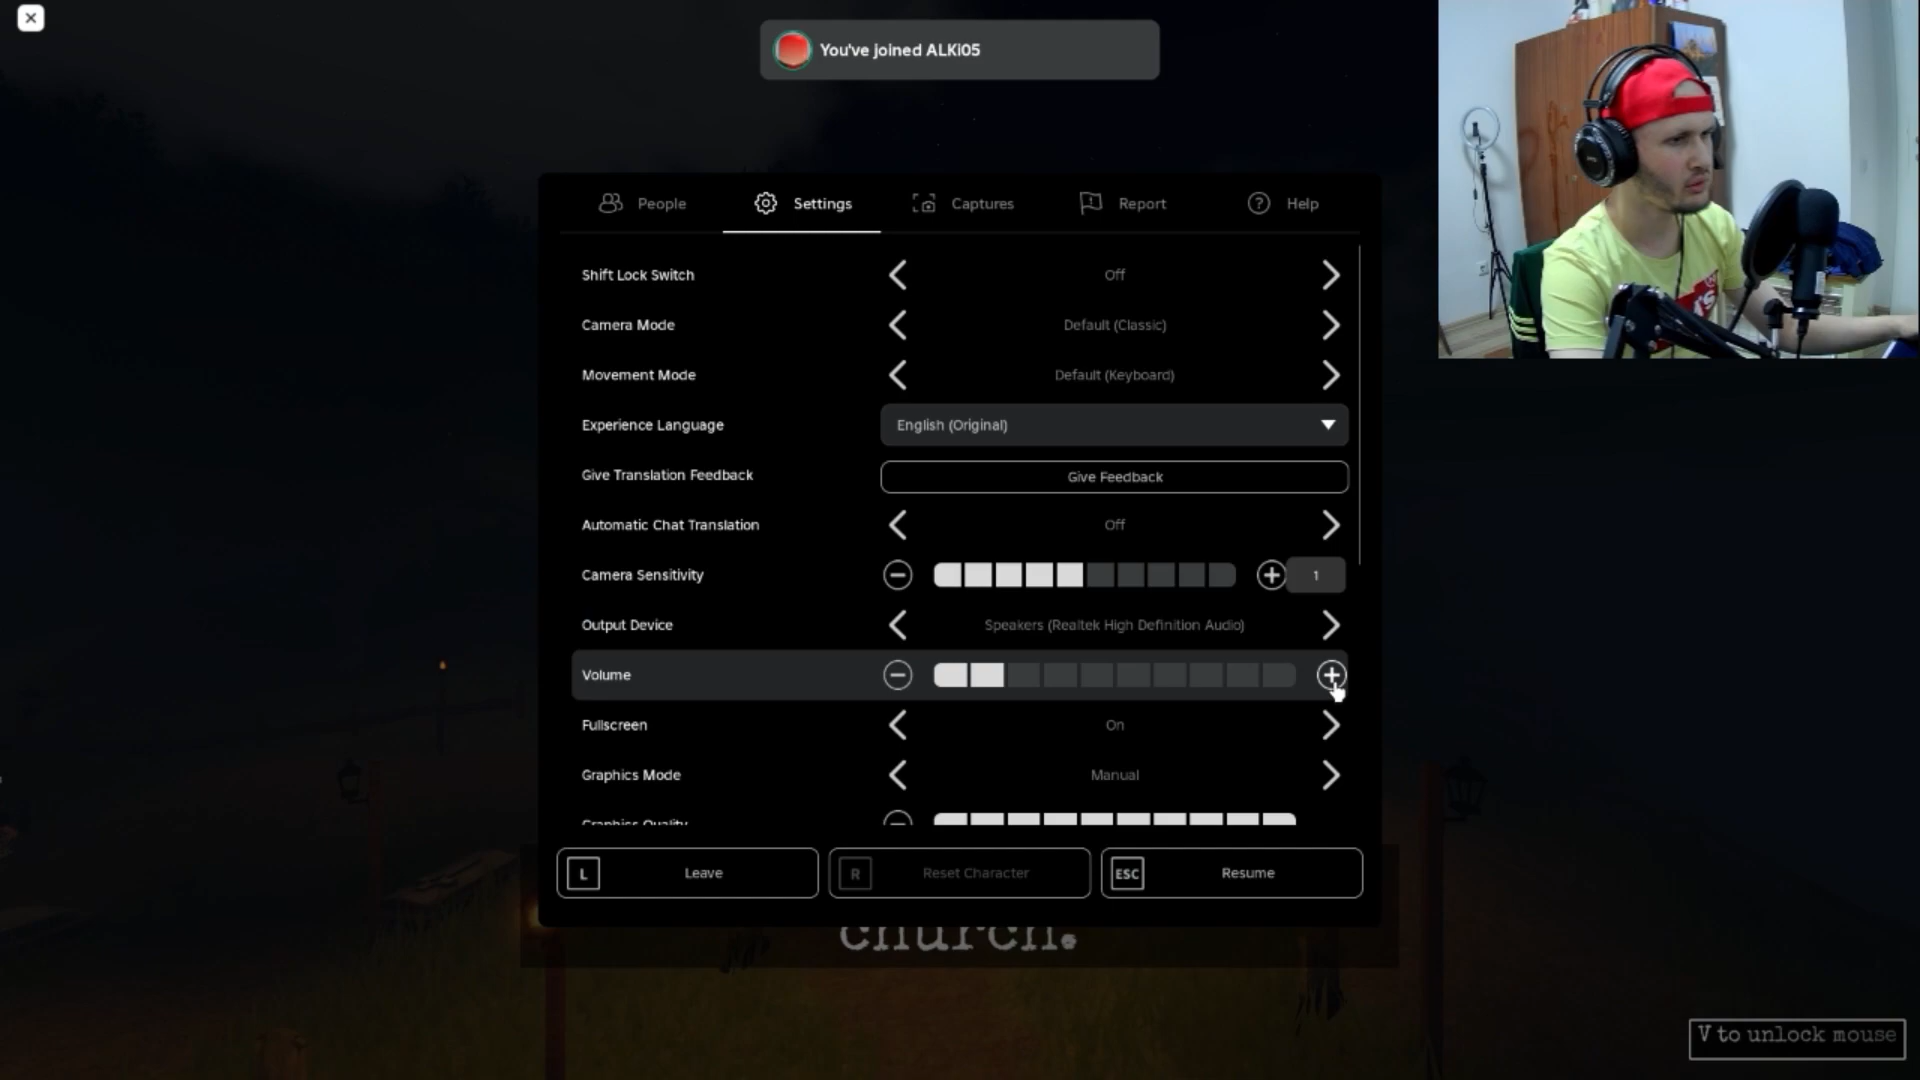 You've joined ALKi05
People
Settings
Captures
Report
Help
Shift Lock Switch
Off
Camera Mode
Default (Classic)
Movement Mode
Default (Keyboard)
Experience Language
English (Original)
Give Translation Feedback
Give Feedback
Automatic Chat Translation
Off
Camera Sensitivity
1
Output Device
Speakers (Realtek High Definition Audio)
Volume
Fullscreen
On
Graphics Mode
Manual
Graphics Quality
L Leave
R Reset Character
ESC Resume
church.
V to unlock mouse